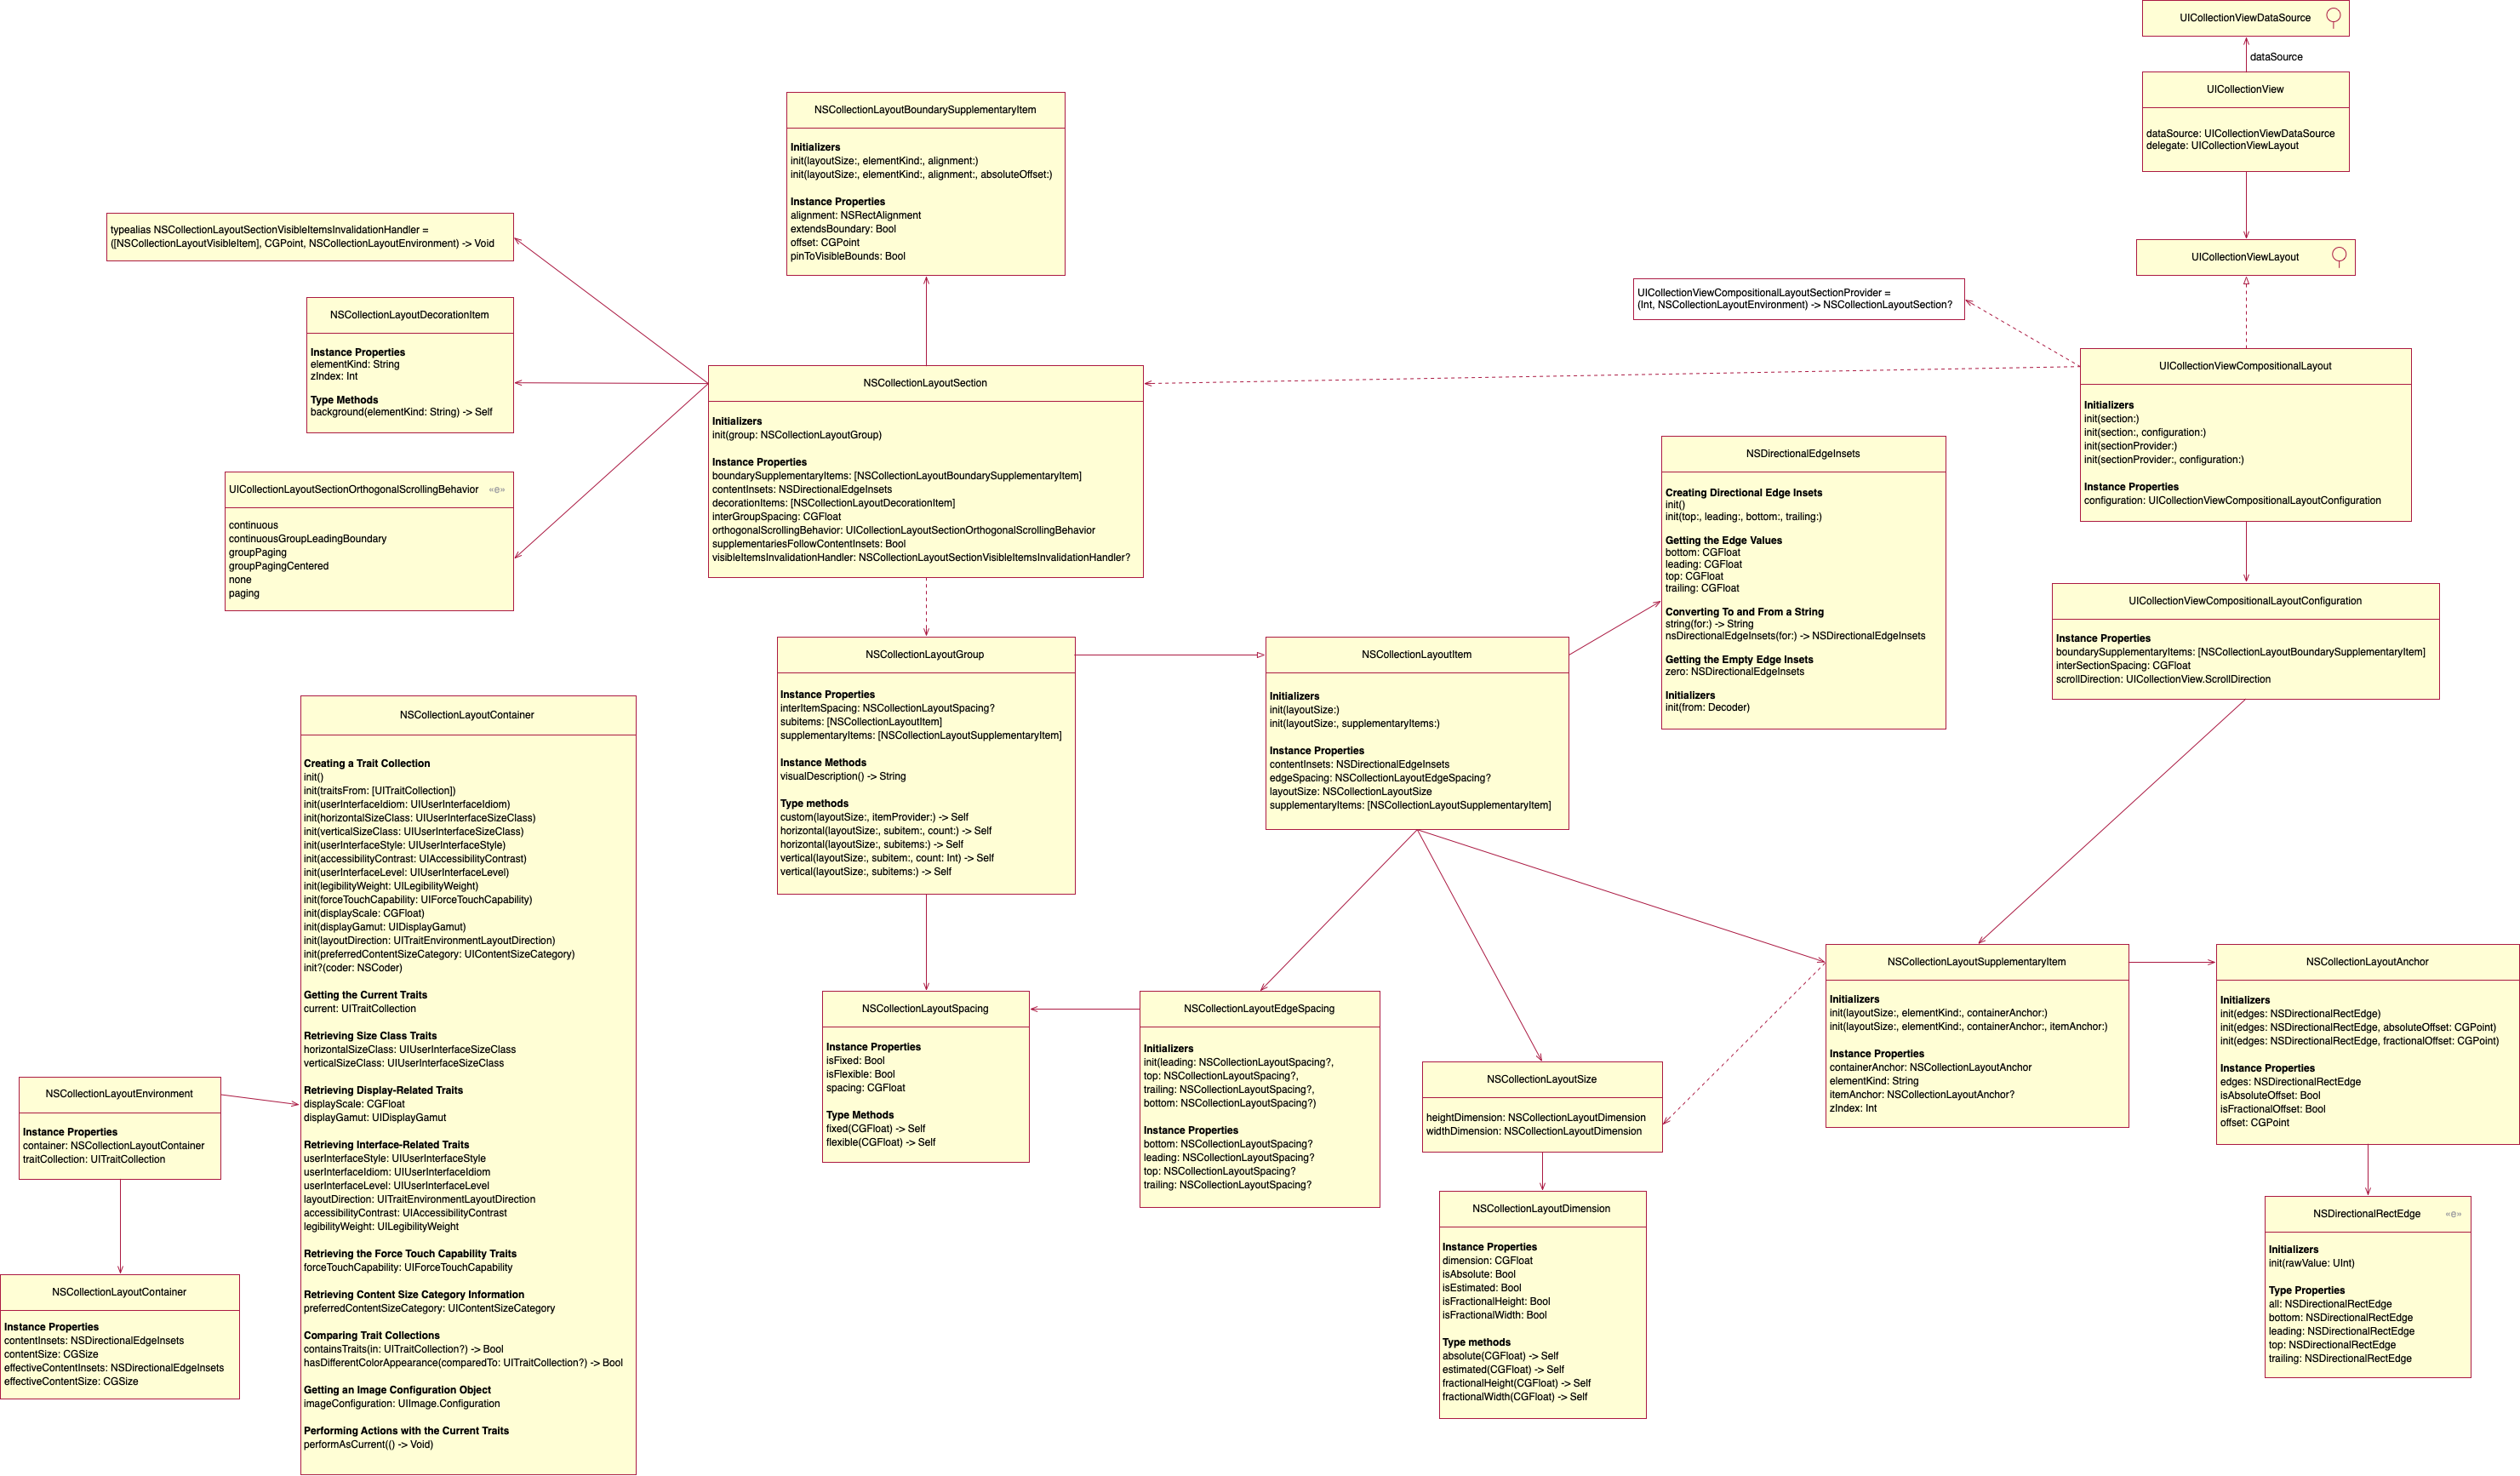 UICollectionViewDataSource
dataSource
UICollectionView
dataSource: UICollectionViewDataSource
delegate: UICollectionViewLayout
UICollectionViewLayout
NSCollectionLayoutBoundarySupplementaryItem
Initializers
init(layoutSize:, elementKind:, alignment:)
init(layoutSize:, elementKind:, alignment:, absoluteOffset:)
Instance Properties
alignment: NSRectAlignment
extendsBoundary: Bool
offset: CGPoint
pinToVisibleBounds: Bool
typealias NSCollectionLayoutSectionVisibleItemsInvalidationHandler =
([NSCollectionLayoutVisibleItem], CGPoint, NSCollectionLayoutEnvironment) -> Void
NSCollectionLayoutDecorationItem
Instance Properties
elementKind: String
zIndex: Int
Type Methods
background(elementKind: String) -> Self
UICollectionLayoutSectionOrthogonalScrollingBehavior «e»
continuous
continuousGroupLeadingBoundary
groupPaging
groupPagingCentered
none
paging
NSCollectionLayoutSection
Initializers
init(group: NSCollectionLayoutGroup)
Instance Properties
boundarySupplementaryItems: [NSCollectionLayoutBoundarySupplementaryItem]
contentInsets: NSDirectionalEdgeInsets
decorationItems: [NSCollectionLayoutDecorationItem]
interGroupSpacing: CGFloat
orthogonalScrollingBehavior: UICollectionLayoutSectionOrthogonalScrollingBehavior
supplementariesFollowContentInsets: Bool
visibleItemsInvalidationHandler: NSCollectionLayoutSectionVisibleItemsInvalidationHandler?
UICollectionViewCompositionalLayoutSectionProvider =
(Int, NSCollectionLayoutEnvironment) -> NSCollectionLayoutSection?
UICollectionViewCompositionalLayout
Initializers
init(section:)
init(section:, configuration:)
init(sectionProvider:)
init(sectionProvider:, configuration:)
Instance Properties
configuration: UICollectionViewCompositionalLayoutConfiguration
NSDirectionalEdgeInsets
Creating Directional Edge Insets
init()
init(top:, leading:, bottom:, trailing:)
Getting the Edge Values
bottom: CGFloat
leading: CGFloat
top: CGFloat
trailing: CGFloat
Converting To and From a String
string(for:) -> String
nsDirectionalEdgeInsets(for:) -> NSDirectionalEdgeInsets
Getting the Empty Edge Insets
zero: NSDirectionalEdgeInsets
Initializers
init(from: Decoder)
UICollectionViewCompositionalLayoutConfiguration
Instance Properties
boundarySupplementaryItems: [NSCollectionLayoutBoundarySupplementaryItem]
interSectionSpacing: CGFloat
scrollDirection: UICollectionView.ScrollDirection
NSCollectionLayoutGroup
Instance Properties
interItemSpacing: NSCollectionLayoutSpacing?
subitems: [NSCollectionLayoutItem]
supplementaryItems: [NSCollectionLayoutSupplementaryItem]
Instance Methods
visualDescription() -> String
Type methods
custom(layoutSize:, itemProvider:) -> Self
horizontal(layoutSize:, subitem:, count:) -> Self
horizontal(layoutSize:, subitems:) -> Self
vertical(layoutSize:, subitem:, count: Int) -> Self
vertical(layoutSize:, subitems:) -> Self
NSCollectionLayoutItem
Initializers
init(layoutSize:)
init(layoutSize:, supplementaryItems:)
Instance Properties
contentInsets: NSDirectionalEdgeInsets
edgeSpacing: NSCollectionLayoutEdgeSpacing?
layoutSize: NSCollectionLayoutSize
supplementaryItems: [NSCollectionLayoutSupplementaryItem]
NSCollectionLayoutContainer
Creating a Trait Collection
init()
init(traitsFrom: [UITraitCollection])
init(userInterfaceIdiom: UIUserInterfaceIdiom)
init(horizontalSizeClass: UIUserInterfaceSizeClass)
init(verticalSizeClass: UIUserInterfaceSizeClass)
init(userInterfaceStyle: UIUserInterfaceStyle)
init(accessibilityContrast: UIAccessibilityContrast)
init(userInterfaceLevel: UIUserInterfaceLevel)
init(legibilityWeight: UILegibilityWeight)
init(forceTouchCapability: UIForceTouchCapability)
init(displayScale: CGFloat)
init(displayGamut: UIDisplayGamut)
init(layoutDirection: UITraitEnvironmentLayoutDirection)
init(preferredContentSizeCategory: UIContentSizeCategory)
init?(coder: NSCoder)
Getting the Current Traits
current: UITraitCollection
Retrieving Size Class Traits
horizontalSizeClass: UIUserInterfaceSizeClass
verticalSizeClass: UIUserInterfaceSizeClass
Retrieving Display-Related Traits
displayScale: CGFloat
displayGamut: UIDisplayGamut
Retrieving Interface-Related Traits
userInterfaceStyle: UIUserInterfaceStyle
userInterfaceIdiom: UIUserInterfaceIdiom
userInterfaceLevel: UIUserInterfaceLevel
layoutDirection: UITraitEnvironmentLayoutDirection
accessibilityContrast: UIAccessibilityContrast
legibilityWeight: UILegibilityWeight
Retrieving the Force Touch Capability Traits
forceTouchCapability: UIForceTouchCapability
Retrieving Content Size Category Information
preferredContentSizeCategory: UIContentSizeCategory
Comparing Trait Collections
containsTraits(in: UITraitCollection?) -> Bool
hasDifferentColorAppearance(comparedTo: UITraitCollection?) -> Bool
Getting an Image Configuration Object
imageConfiguration: UIImage.Configuration
Performing Actions with the Current Traits
performAsCurrent(() -> Void)
NSCollectionLayoutEnvironment
Instance Properties
container: NSCollectionLayoutContainer
traitCollection: UITraitCollection
NSCollectionLayoutContainer
Instance Properties
contentInsets: NSDirectionalEdgeInsets
contentSize: CGSize
effectiveContentInsets: NSDirectionalEdgeInsets
effectiveContentSize: CGSize
NSCollectionLayoutSpacing
Instance Properties
isFixed: Bool
isFlexible: Bool
spacing: CGFloat
Type Methods
fixed(CGFloat) -> Self
flexible(CGFloat) -> Self
NSCollectionLayoutEdgeSpacing
Initializers
init(leading: NSCollectionLayoutSpacing?,
top: NSCollectionLayoutSpacing?,
trailing: NSCollectionLayoutSpacing?,
bottom: NSCollectionLayoutSpacing?)
Instance Properties
bottom: NSCollectionLayoutSpacing?
leading: NSCollectionLayoutSpacing?
top: NSCollectionLayoutSpacing?
trailing: NSCollectionLayoutSpacing?
NSCollectionLayoutSize
heightDimension: NSCollectionLayoutDimension
widthDimension: NSCollectionLayoutDimension
NSCollectionLayoutDimension
Instance Properties
dimension: CGFloat
isAbsolute: Bool
isEstimated: Bool
isFractionalHeight: Bool
isFractionalWidth: Bool
Type methods
absolute(CGFloat) -> Self
estimated(CGFloat) -> Self
fractionalHeight(CGFloat) -> Self
fractionalWidth(CGFloat) -> Self
NSCollectionLayoutSupplementaryItem
Initializers
init(layoutSize:, elementKind:, containerAnchor:)
init(layoutSize:, elementKind:, containerAnchor:, itemAnchor:)
Instance Properties
containerAnchor: NSCollectionLayoutAnchor
elementKind: String
itemAnchor: NSCollectionLayoutAnchor?
zIndex: Int
NSCollectionLayoutAnchor
Initializers
init(edges: NSDirectionalRectEdge)
init(edges: NSDirectionalRectEdge, absoluteOffset: CGPoint)
init(edges: NSDirectionalRectEdge, fractionalOffset: CGPoint)
Instance Properties
edges: NSDirectionalRectEdge
isAbsoluteOffset: Bool
isFractionalOffset: Bool
offset: CGPoint
NSDirectionalRectEdge «e»
Initializers
init(rawValue: UInt)
Type Properties
all: NSDirectionalRectEdge
bottom: NSDirectionalRectEdge
leading: NSDirectionalRectEdge
top: NSDirectionalRectEdge
trailing: NSDirectionalRectEdge